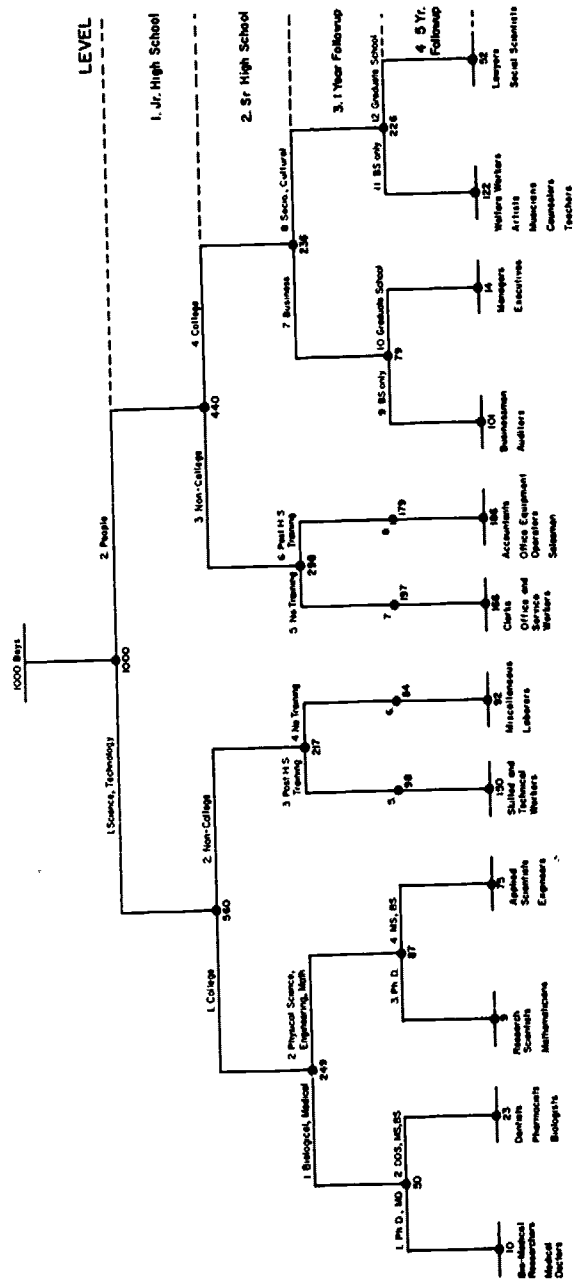 LEVEL
1000 Boys
1000
1. Science, Technology
2. People
1. Jr. High School
560
440
1. College
2. Non-College
3 Non-College
4 College
2. Sr High School
249
217
298
236
1 Biological, Medical
2 Physical Science,
Engineering, Math
3 Post H S
Training
4 No Training
5 No Training
6 Post H S
Training
7 Business
8 Socio, Cultural
3. 1 Year Followup
50
87
5.
98
6.
84
7
197
8
179
79
226
1. Ph D, MD
2 DDS, MS, BS
3 Ph D.
4 MS, BS
9 BS only
10 Graduate School
11 BS only
12 Graduate School
4 5 Yr.
Followup
10
Bio-Medical
Researchers
Medical
Doctors
23
Dentists
Pharmacists
Biologists
9
Research
Scientists
Mathematicians
75
Applied
Scientists
Engineers
190
Skilled and
Technical
Workers
92
Miscellaneous
Laborers
166
Clerks
Office and
Service
Workers
186
Accountants
Office Equipment
Operators
Salesmen
101
Businessmen
Auditors
14
Managers
Executives
122
Welfare Workers
Artists
Musicians
Counselors
Teachers
52
Lawyers
Social Scientists